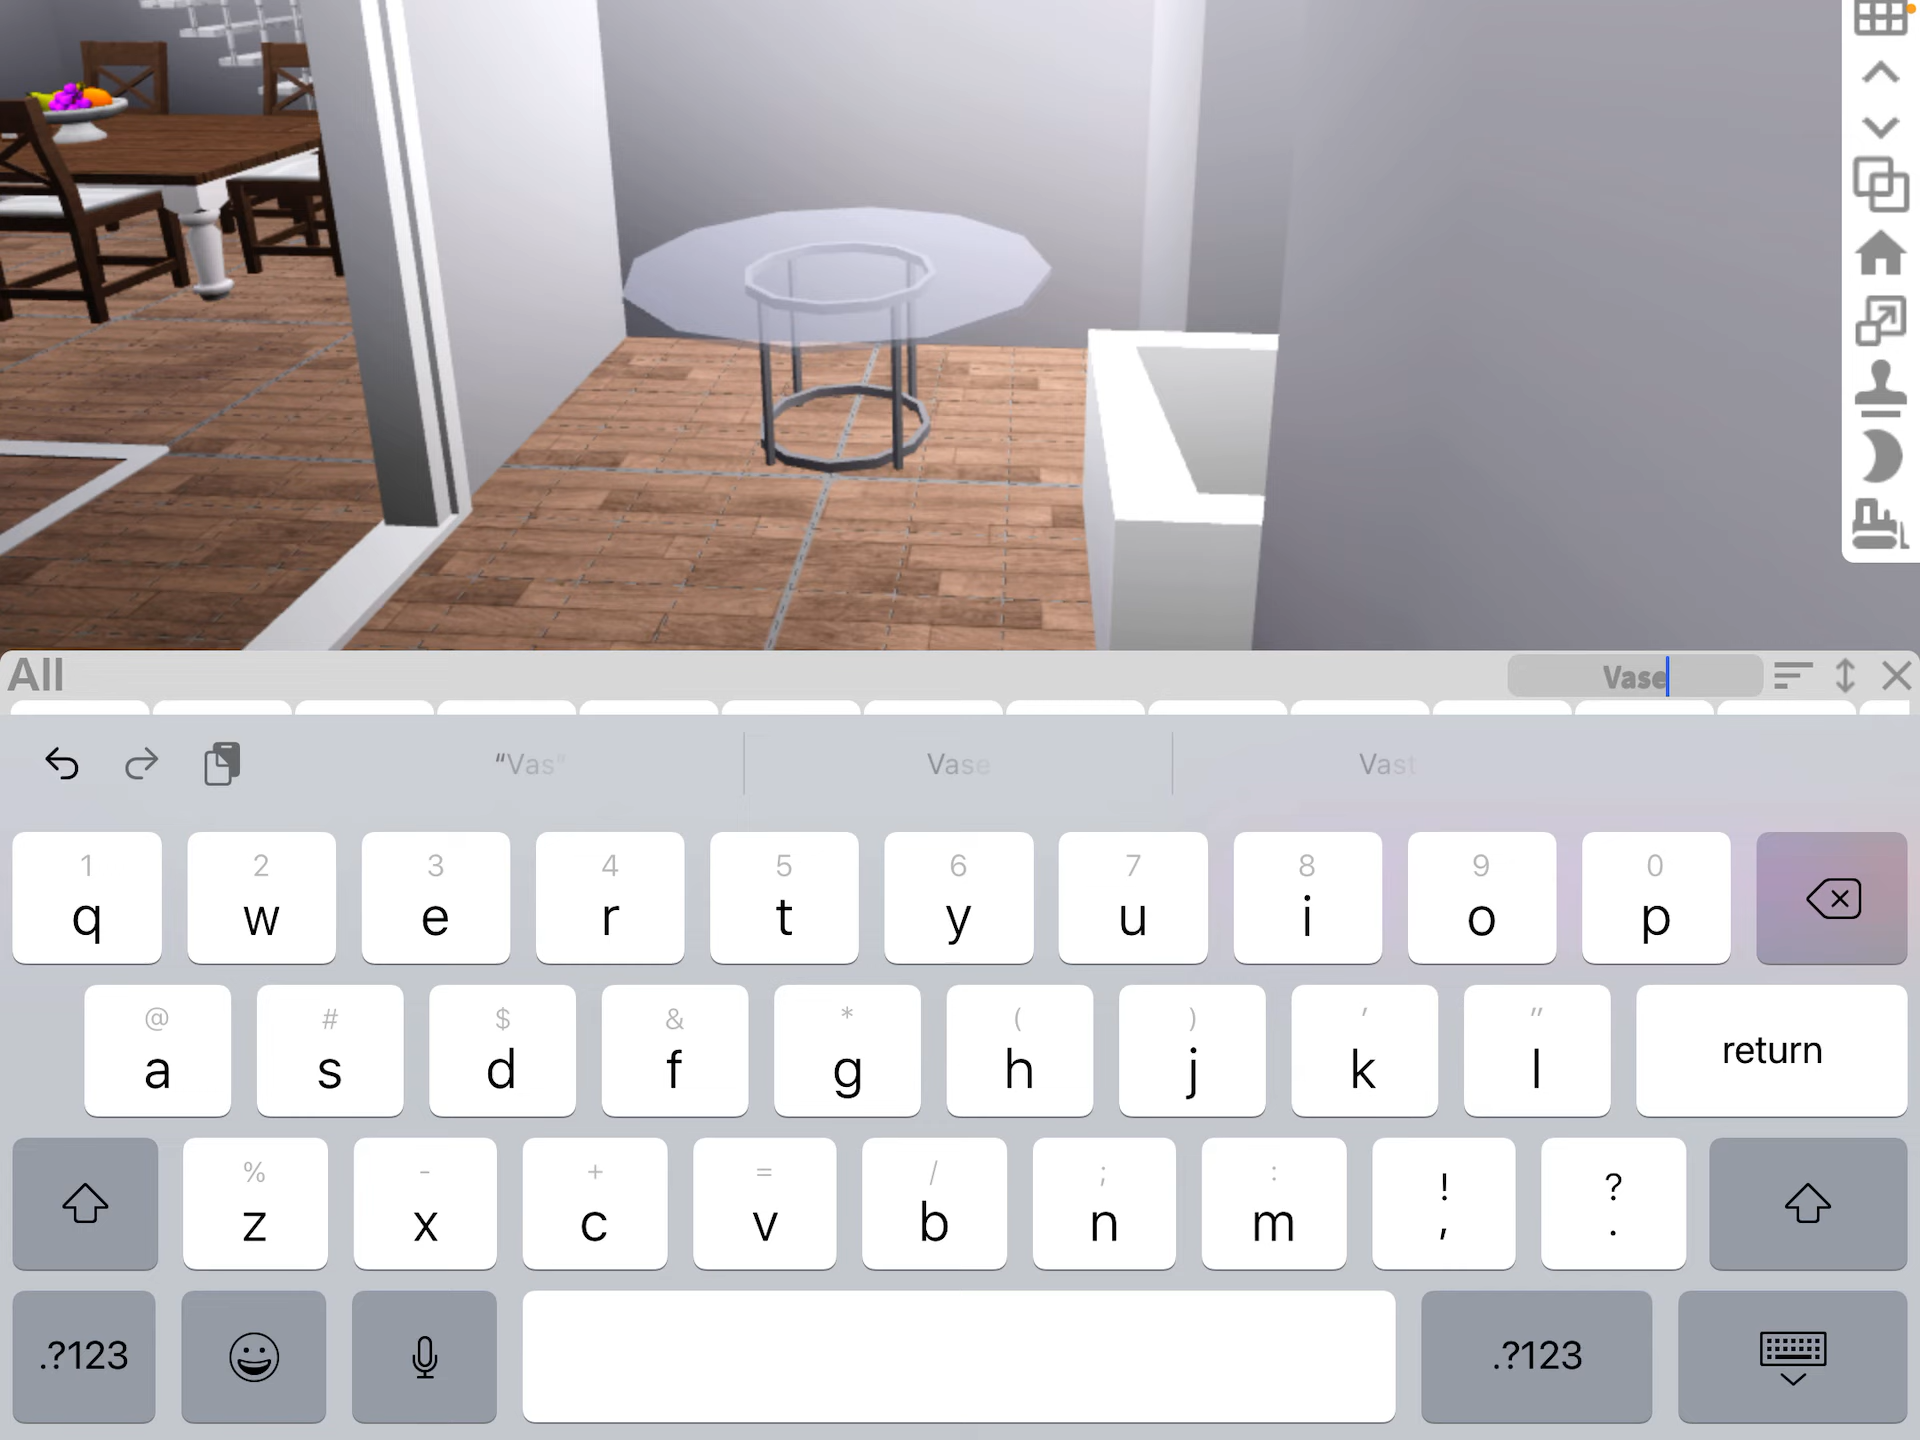 All
Vase
“Vas” Vase Vast
1 2 3 4 5 6 7 8 9 0
q w e r t y u i o p
@ # $ & * ( ) ' "
a s d f g h j k l return
% - + = / ; : ! ?
z x c v b n m , .
.?123 .?123